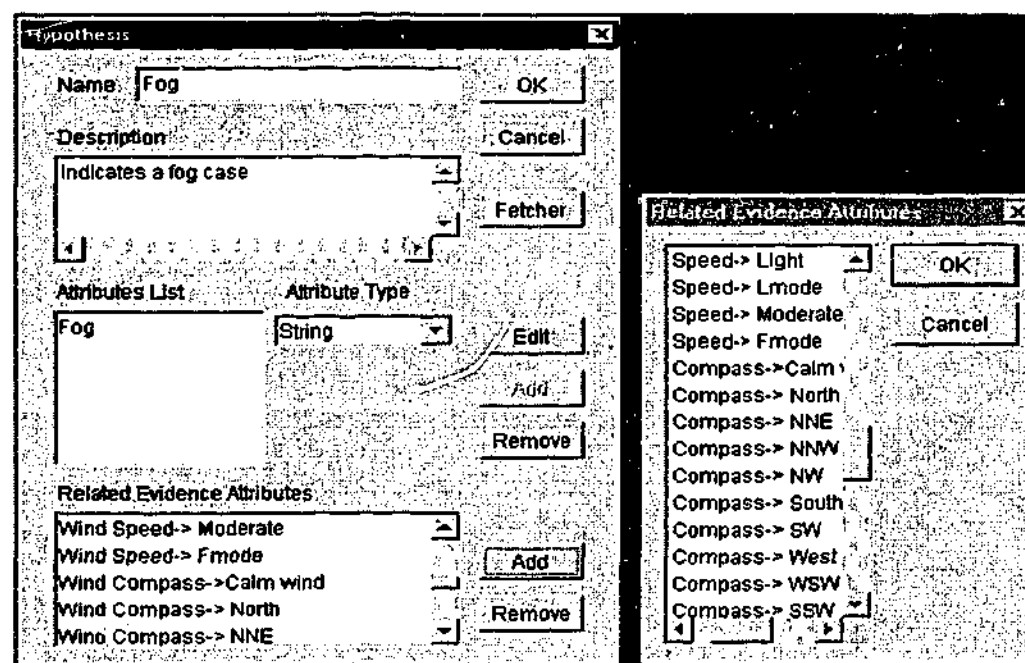 Hypothesis
Name
Fog
OK
Description
Cancel
Indicates a fog case
Fetcher
Attributes List
Attribute Type
Fog
String
Edit
Add
Remove
Related Evidence Attributes
Wind Speed-> Moderate
Wind Speed-> Fmode
Wind Compass->Calm wind
Wind Compass-> North
Wind Compass-> NNE
Add
Remove
Related Evidence Attributes
Speed-> Light
Speed-> Lmode
Speed-> Moderate
Speed-> Fmode
Compass->Calm
Compass-> North
Compass-> NNE
Compass-> NNW
Compass-> NW
Compass-> South
Compass-> SW
Compass-> West
Compass-> WSW
Compass-> SSW
OK
Cancel